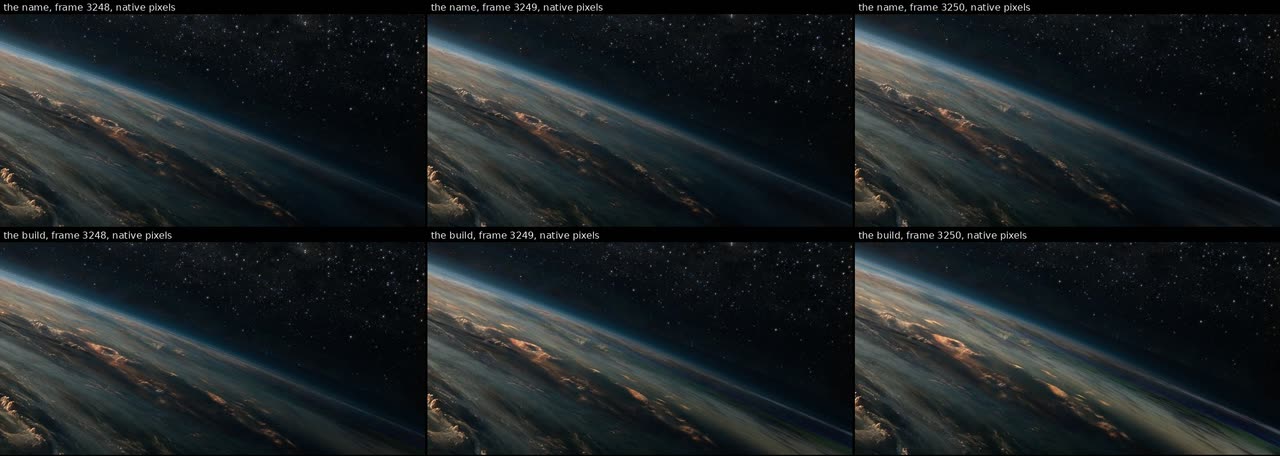 the name, frame 3248, native pixels
the name, frame 3249, native pixels
the name, frame 3250, native pixels
the build, frame 3248, native pixels
the build, frame 3249, native pixels
the build, frame 3250, native pixels